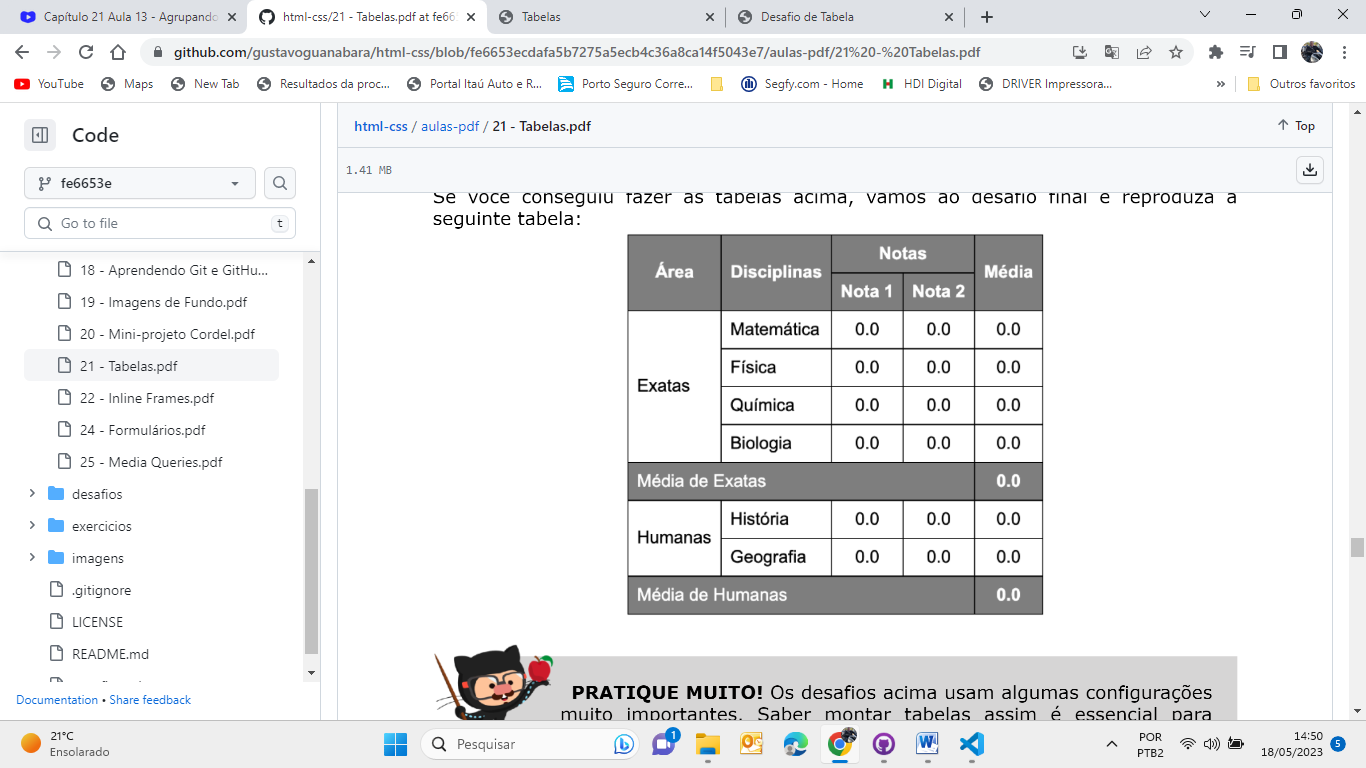 Capítulo 21 Aula 13 - Agrupando
html-css/21 - Tabelas.pdf at fe665
Tabelas
Desafio de Tabela
github.com/gustavoguanabara/html-css/blob/fe6653ecdafa5b7275a5ecb4c36a8ca14f5043e7/aulas-pdf/21%20-%20Tabelas.pdf
YouTube
Maps
New Tab
Resultados da proc...
Portal Itaú Auto e R...
Porto Seguro Corre...
Segfy.com - Home
HDI Digital
DRIVER Impressora...
»
Outros favoritos
Code
fe6653e
Go to file
t
18 - Aprendendo Git e GitHu...
19 - Imagens de Fundo.pdf
20 - Mini-projeto Cordel.pdf
21 - Tabelas.pdf
22 - Inline Frames.pdf
24 - Formulários.pdf
25 - Media Queries.pdf
desafios
exercicios
imagens
.gitignore
LICENSE
README.md
Documentation • Share feedback
html-css / aulas-pdf / 21 - Tabelas.pdf
Top
1.41 MB
Se você conseguiu fazer as tabelas acima, vamos ao desafio final e reproduza a
seguinte tabela:
Área Disciplinas Notas Média
Nota 1 Nota 2
Exatas
Matemática 0.0 0.0 0.0
Física 0.0 0.0 0.0
Química 0.0 0.0 0.0
Biologia 0.0 0.0 0.0
Média de Exatas 0.0
Humanas
História 0.0 0.0 0.0
Geografia 0.0 0.0 0.0
Média de Humanas 0.0
PRATIQUE MUITO! Os desafios acima usam algumas configurações
muito importantes. Saber montar tabelas assim é essencial para
21°C
Ensolarado
Pesquisar
1
POR
PTB2
14:50
18/05/2023
5